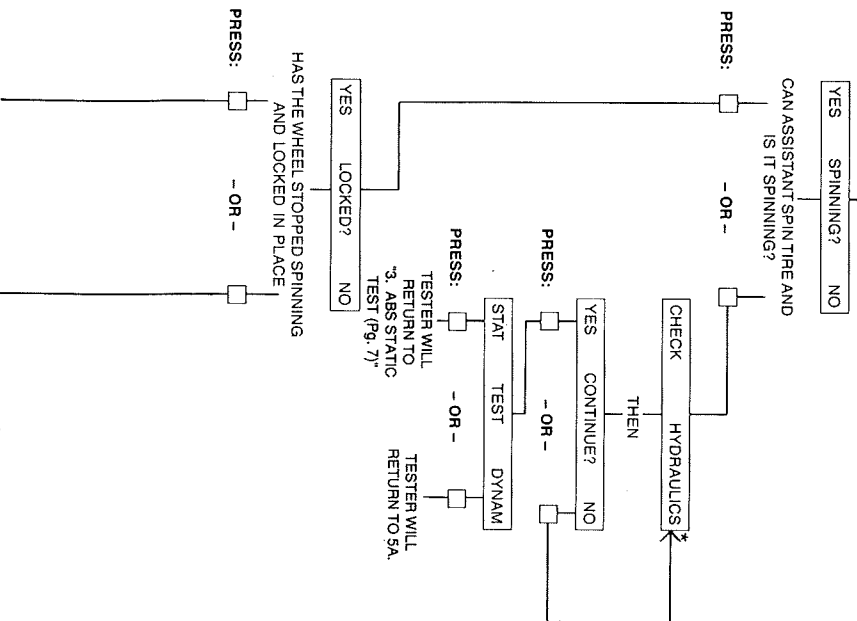 YES SPINNING? NO
CAN ASSISTANT SPIN TIRE AND
IS IT SPINNING?
PRESS:
– OR –
CHECK HYDRAULICS*
THEN
YES CONTINUE? NO
PRESS:
– OR –
STAT TEST DYNAM
PRESS:
– OR –
TESTER WILL
RETURN TO
"3. ABS STATIC
TEST (Pg. 7)"
TESTER WILL
RETURN TO 5A.
YES LOCKED? NO
HAS THE WHEEL STOPPED SPINNING
AND LOCKED IN PLACE
PRESS:
– OR –